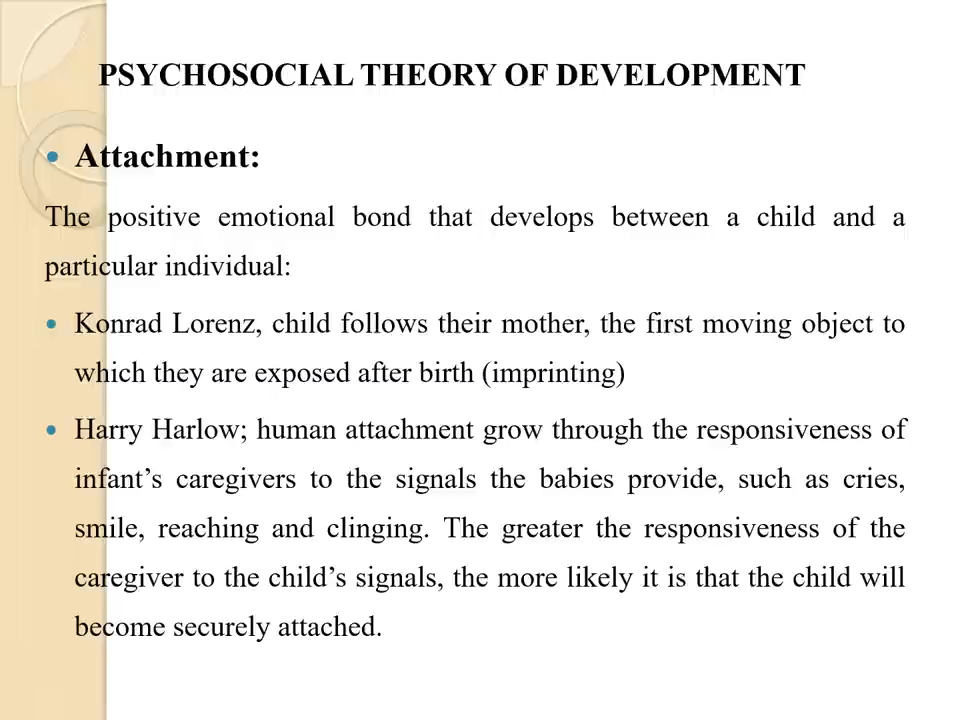 PSYCHOSOCIAL THEORY OF DEVELOPMENT
• Attachment:
The positive emotional bond that develops between a child and a
particular individual:
• Konrad Lorenz, child follows their mother, the first moving object to
which they are exposed after birth (imprinting)
• Harry Harlow; human attachment grow through the responsiveness of
infant’s caregivers to the signals the babies provide, such as cries,
smile, reaching and clinging. The greater the responsiveness of the
caregiver to the child’s signals, the more likely it is that the child will
become securely attached.